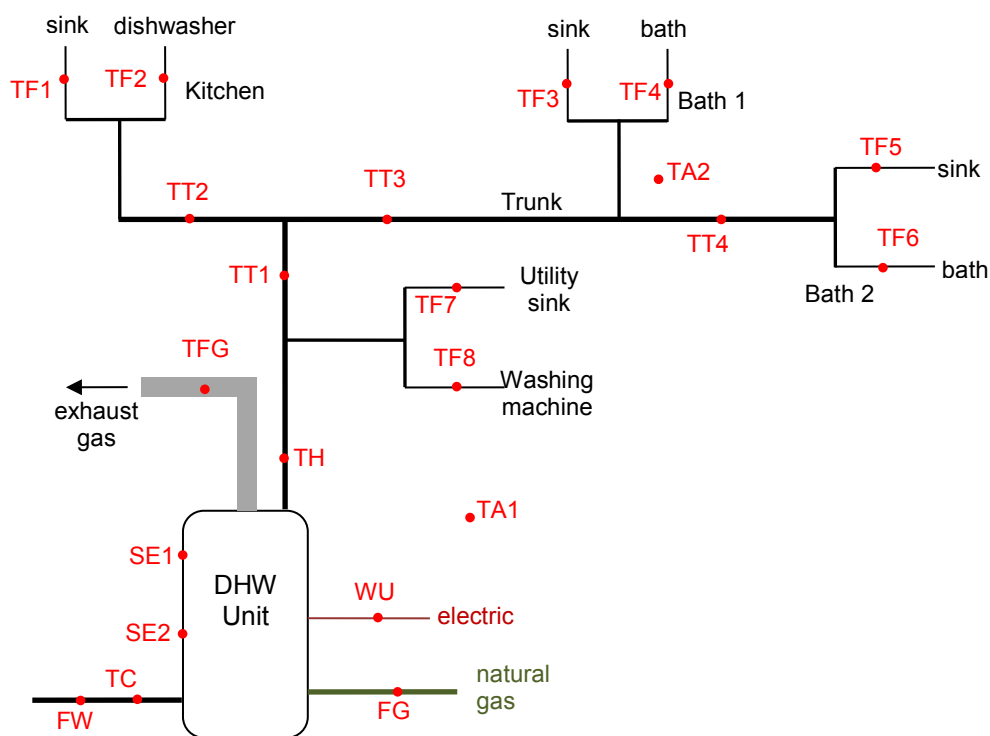 sink
dishwasher
sink
bath
TF1
TF2
Kitchen
TF3
TF4
Bath 1
TF5
sink
TA2
TT2
TT3
Trunk
TT4
TF6
bath
Bath 2
TT1
TF7
Utility
sink
TFG
TF8
Washing
machine
exhaust
gas
TH
TA1
SE1
DHW
Unit
WU
electric
SE2
TC
FW
FG
natural
gas